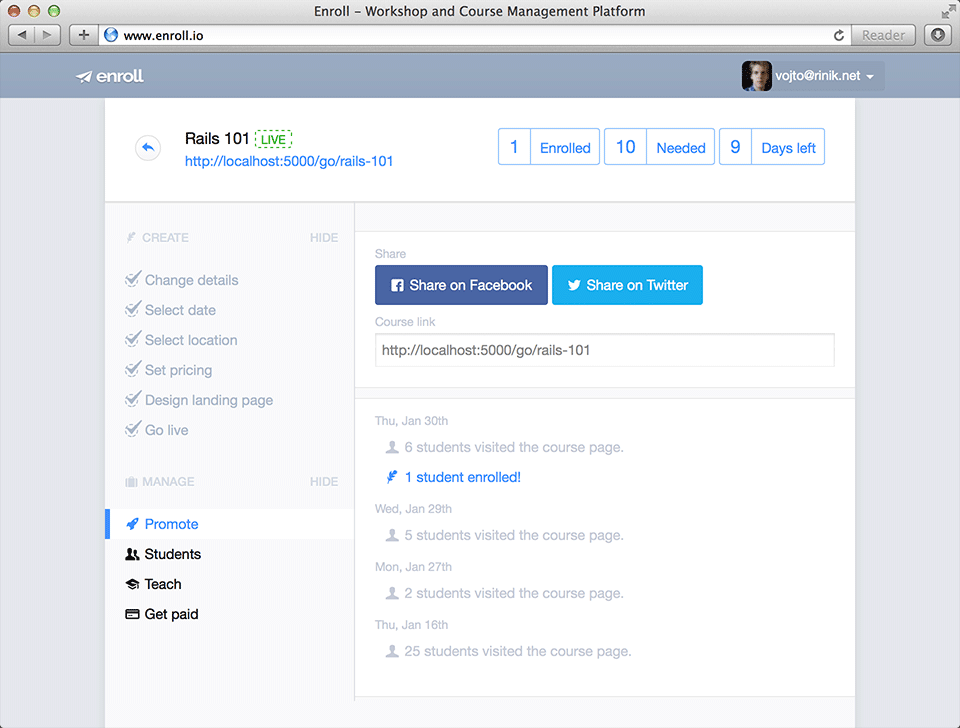 Enroll – Workshop and Course Management Platform
www.enroll.io
Reader
enroll
vojto@rinik.net
Rails 101 LIVE
http://localhost:5000/go/rails-101
1 Enrolled
10 Needed
9 Days left
CREATE HIDE
Change details
Select date
Select location
Set pricing
Design landing page
Go live
MANAGE HIDE
Promote
Students
Teach
Get paid
Share
Share on Facebook
Share on Twitter
Course link
http://localhost:5000/go/rails-101
Thu, Jan 30th
6 students visited the course page.
1 student enrolled!
Wed, Jan 29th
5 students visited the course page.
Mon, Jan 27th
2 students visited the course page.
Thu, Jan 16th
25 students visited the course page.